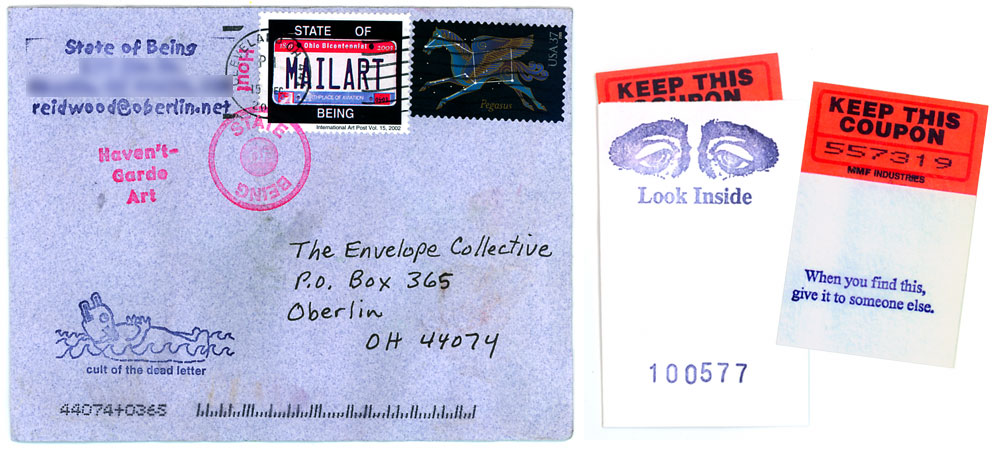 State of Being
reidwood@oberlin.net
STATE OF
Ohio Bicentennial
MAILART
BIRTHPLACE OF AVIATION
BEING
International Art Post Vol. 15, 2002
USA 37
Pegasus
Hour
STATE
BEING
Haven't-
Garde
Art
The Envelope Collective
P.O. Box 365
Oberlin
OH 44074
cult of the dead letter
44074+0365
KEEP THIS
COUPON
Look Inside
100577
KEEP THIS
COUPON
557319
MMF INDUSTRIES
When you find this,
give it to someone else.